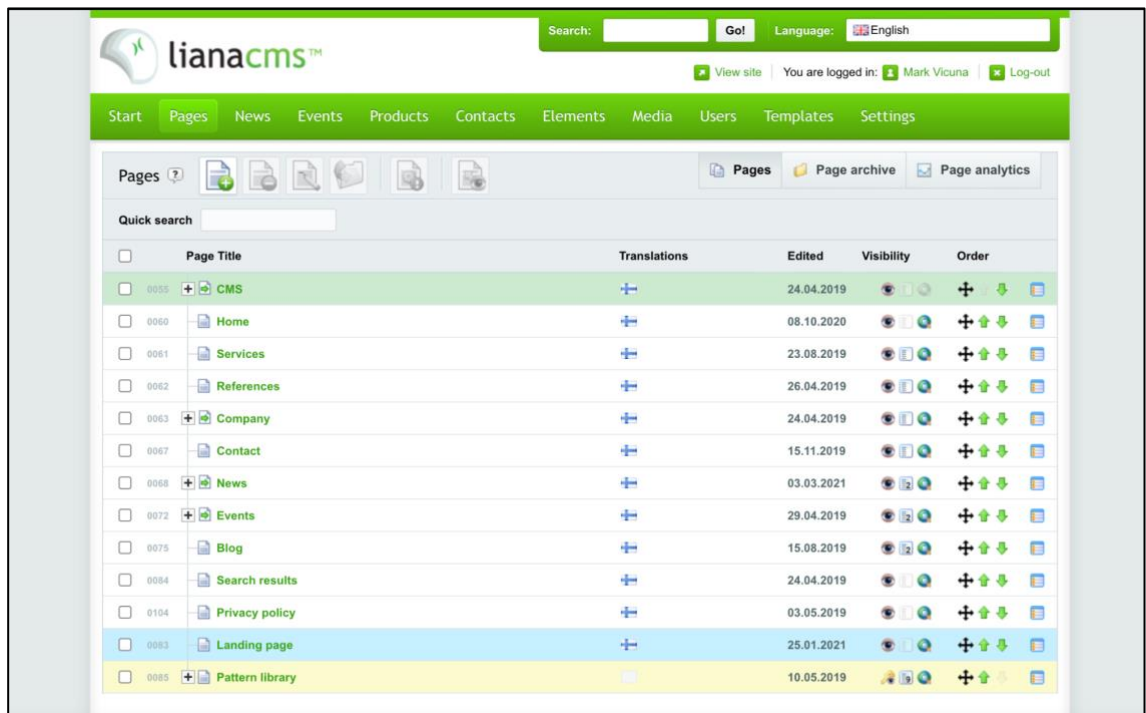 Search: Go! Language: English
lianacms™
View site You are logged in: Mark Vicuna Log-out
Start Pages News Events Products Contacts Elements Media Users Templates Settings
Pages ? Pages Page archive Page analytics
Quick search
Page Title Translations Edited Visibility Order
0055 CMS 24.04.2019
0060 Home 08.10.2020
0061 Services 23.08.2019
0062 References 26.04.2019
0063 Company 24.04.2019
0067 Contact 15.11.2019
0068 News 03.03.2021 2
0072 Events 29.04.2019 2
0075 Blog 15.08.2019 2
0084 Search results 24.04.2019
0104 Privacy policy 03.05.2019
0083 Landing page 25.01.2021
0085 Pattern library 10.05.2019 9